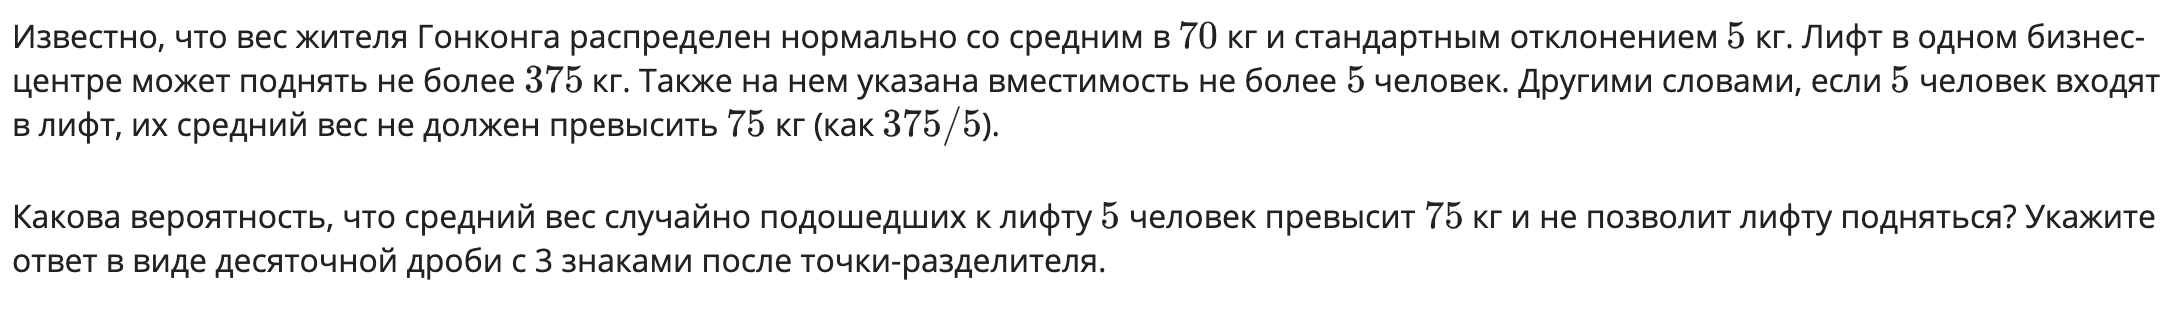 Известно, что вес жителя Гонконга распределен нормально со средним в 70 кг и стандартным отклонением 5 кг. Лифт в одном бизнес-
центре может поднять не более 375 кг. Также на нем указана вместимость не более 5 человек. Другими словами, если 5 человек входят
в лифт, их средний вес не должен превысить 75 кг (как 375/5).
Какова вероятность, что средний вес случайно подошедших к лифту 5 человек превысит 75 кг и не позволит лифту подняться? Укажите
ответ в виде десяточной дроби с 3 знаками после точки-разделителя.